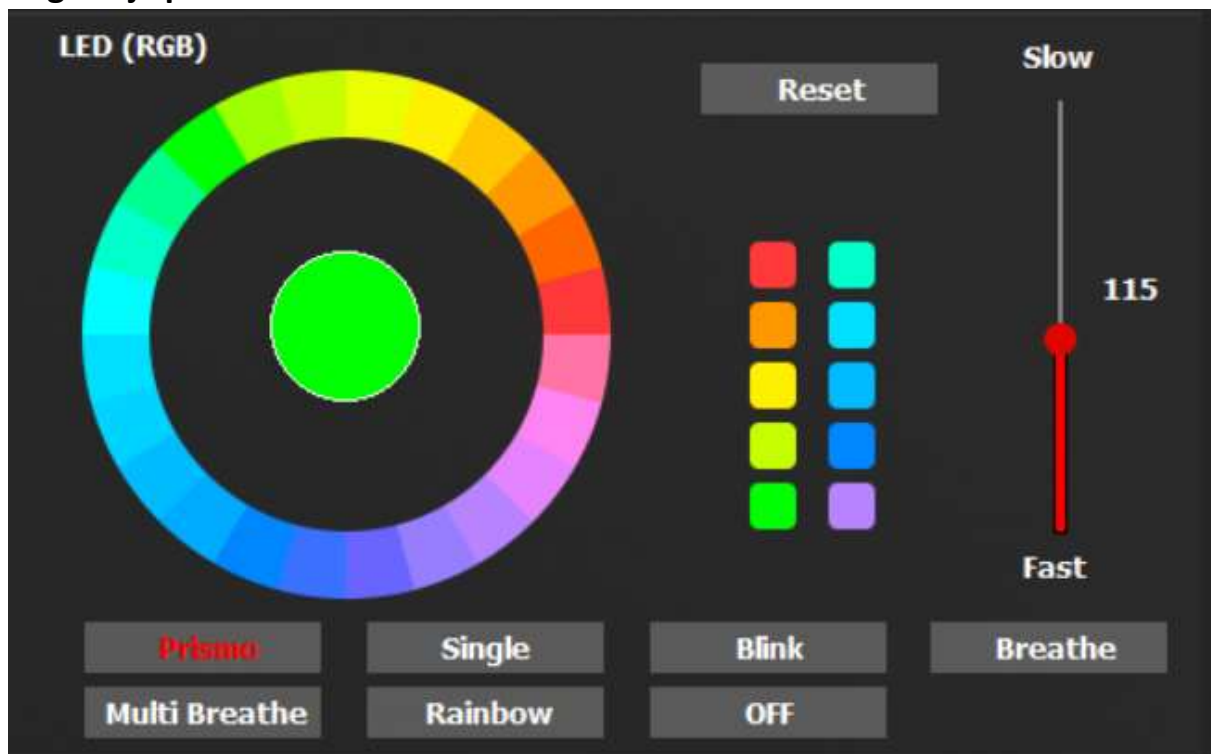 LED (RGB)
Slow
Reset
115
Fast
Prismo
Single
Blink
Breathe
Multi Breathe
Rainbow
OFF